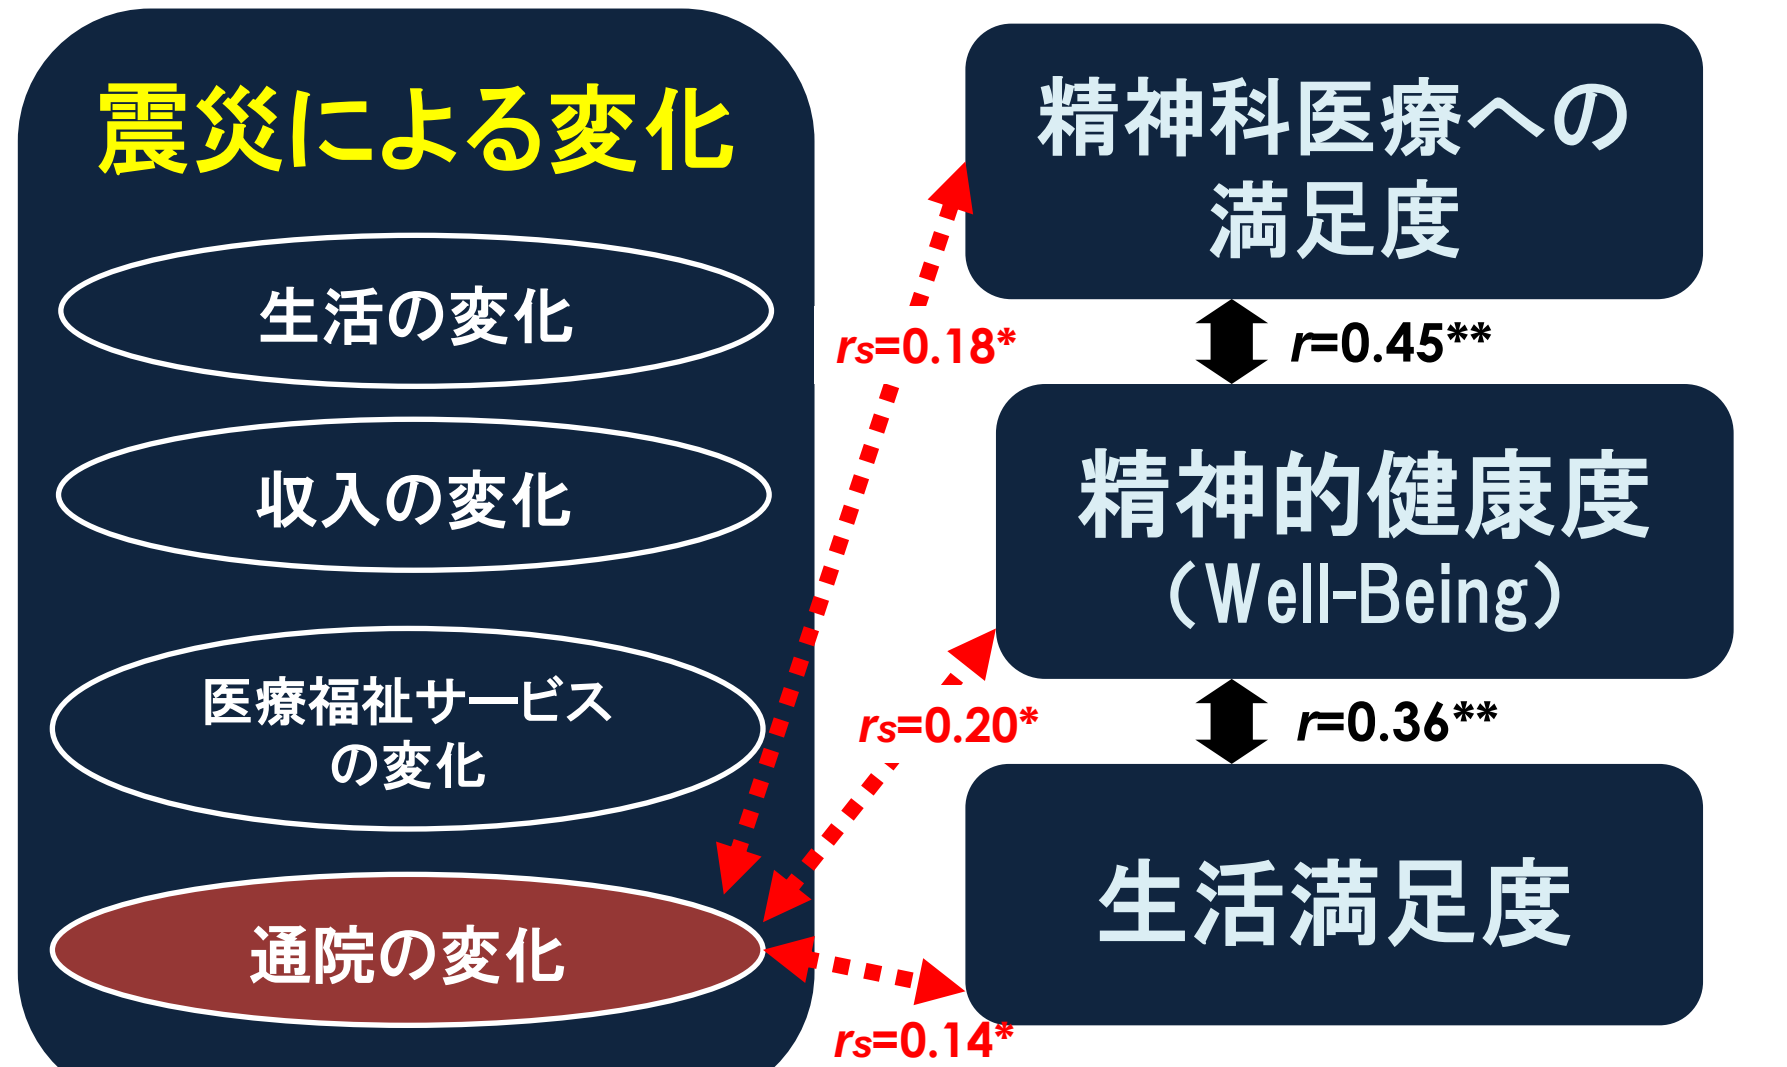 震災による変化
生活の変化
収入の変化
医療福祉サービス
の変化
通院の変化
rs=0.18*
rs=0.20*
rs=0.14*
精神科医療への
満足度
r=0.45**
精神的健康度
（Well-Being）
r=0.36**
生活満足度